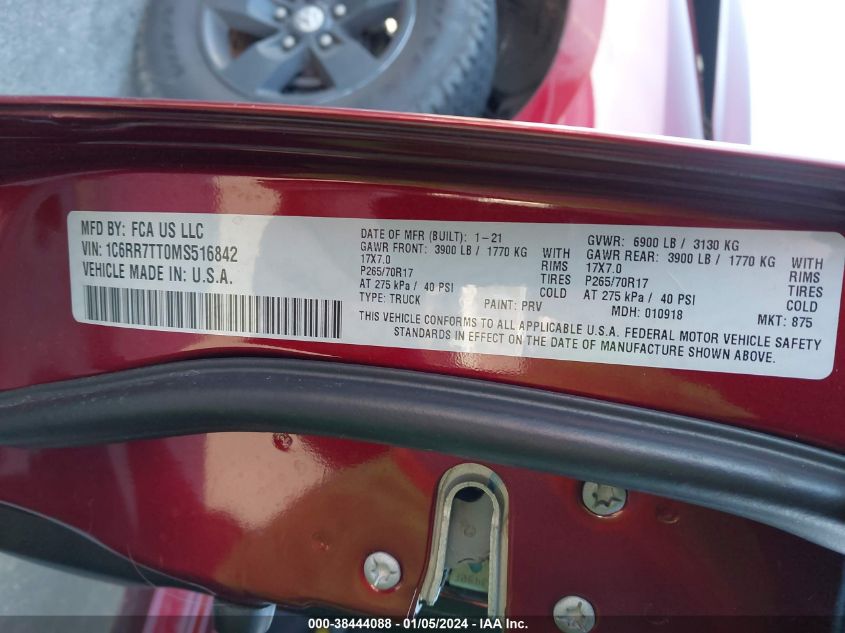 MFD BY: FCA US LLC
VIN: 1C6RR7TT0MS516842
VEHICLE MADE IN U.S.A.
DATE OF MFR (BUILT): 1-21
GAWR FRONT: 3900 LB / 1770 KG WITH
17X7.0 RIMS
P265/70R17 TIRES
AT 275 kPa / 40 PSI COLD
TYPE: TRUCK PAINT: PRV
GVWR: 6900 LB / 3130 KG
GAWR REAR: 3900 LB / 1770 KG WITH
17X7.0 RIMS
P265/70R17 TIRES
AT 275 kPa / 40 PSI COLD
MDH: 010918 MKT: 875
THIS VEHICLE CONFORMS TO ALL APPLICABLE U.S.A. FEDERAL MOTOR VEHICLE SAFETY
STANDARDS IN EFFECT ON THE DATE OF MANUFACTURE SHOWN ABOVE.
000-38444088 - 01/05/2024 - - IAAI.com - Copyright IAA, Inc.